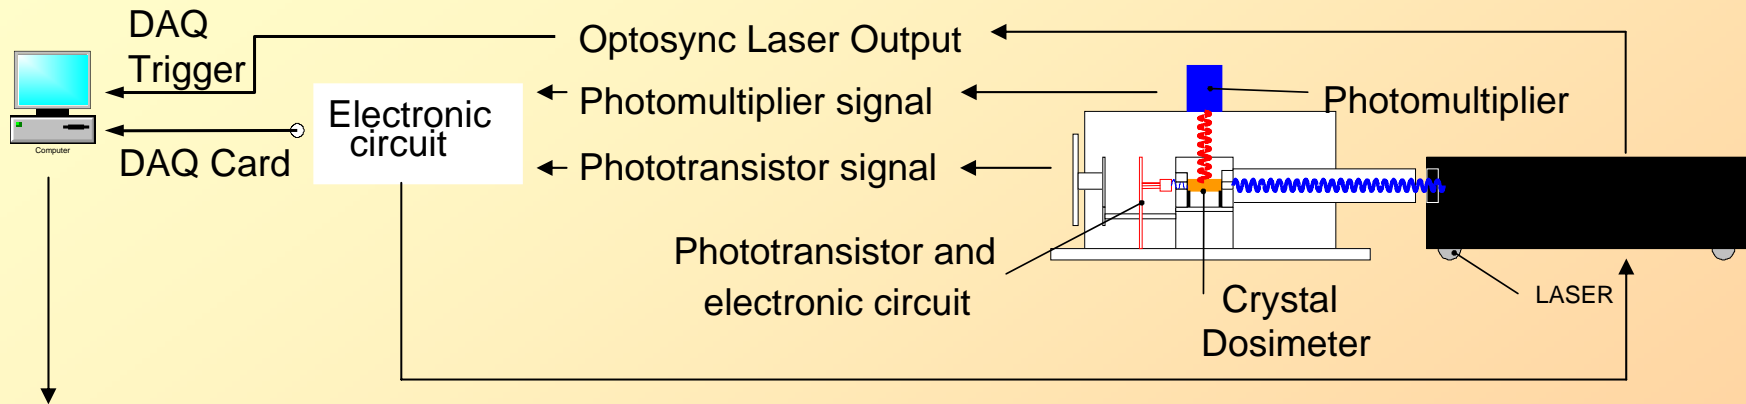 DAQ
Trigger
Optosync Laser Output
Computer
DAQ Card
Electronic
circuit
Photomultiplier signal
Phototransistor signal
Photomultiplier
Phototransistor and
electronic circuit
Crystal
Dosimeter
LASER